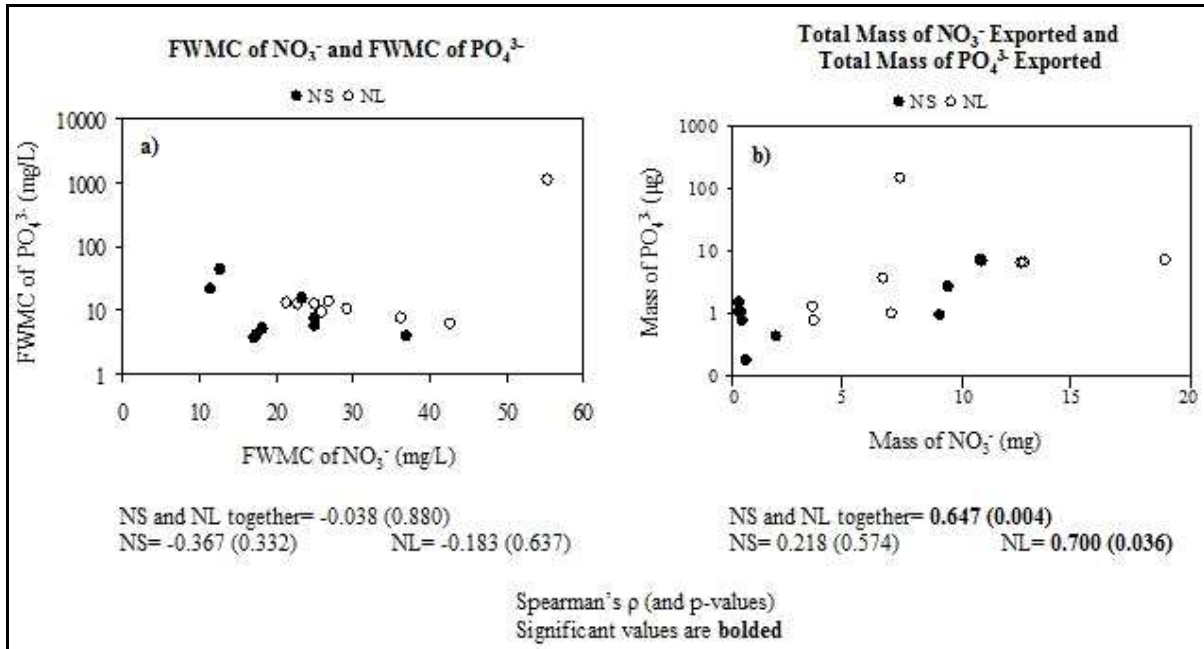 FWMC of NO₃⁻ and FWMC of PO₄³⁻
NS NL
FWMC of PO₄³⁻ (mg/L)
10000
1000
100
10
1
a)
0 10 20 30 40 50 60
FWMC of NO₃⁻ (mg/L)
NS and NL together= -0.038 (0.880)
NS= -0.367 (0.332) NL= -0.183 (0.637)
Total Mass of NO₃⁻ Exported and
Total Mass of PO₄³⁻ Exported
NS NL
Mass of PO₄³⁻ (µg)
1000
100
10
1
0
b)
0 5 10 15 20
Mass of NO₃⁻ (mg)
NS and NL together= 0.647 (0.004)
NS= 0.218 (0.574) NL= 0.700 (0.036)
Spearman's ρ (and p-values)
Significant values are bolded